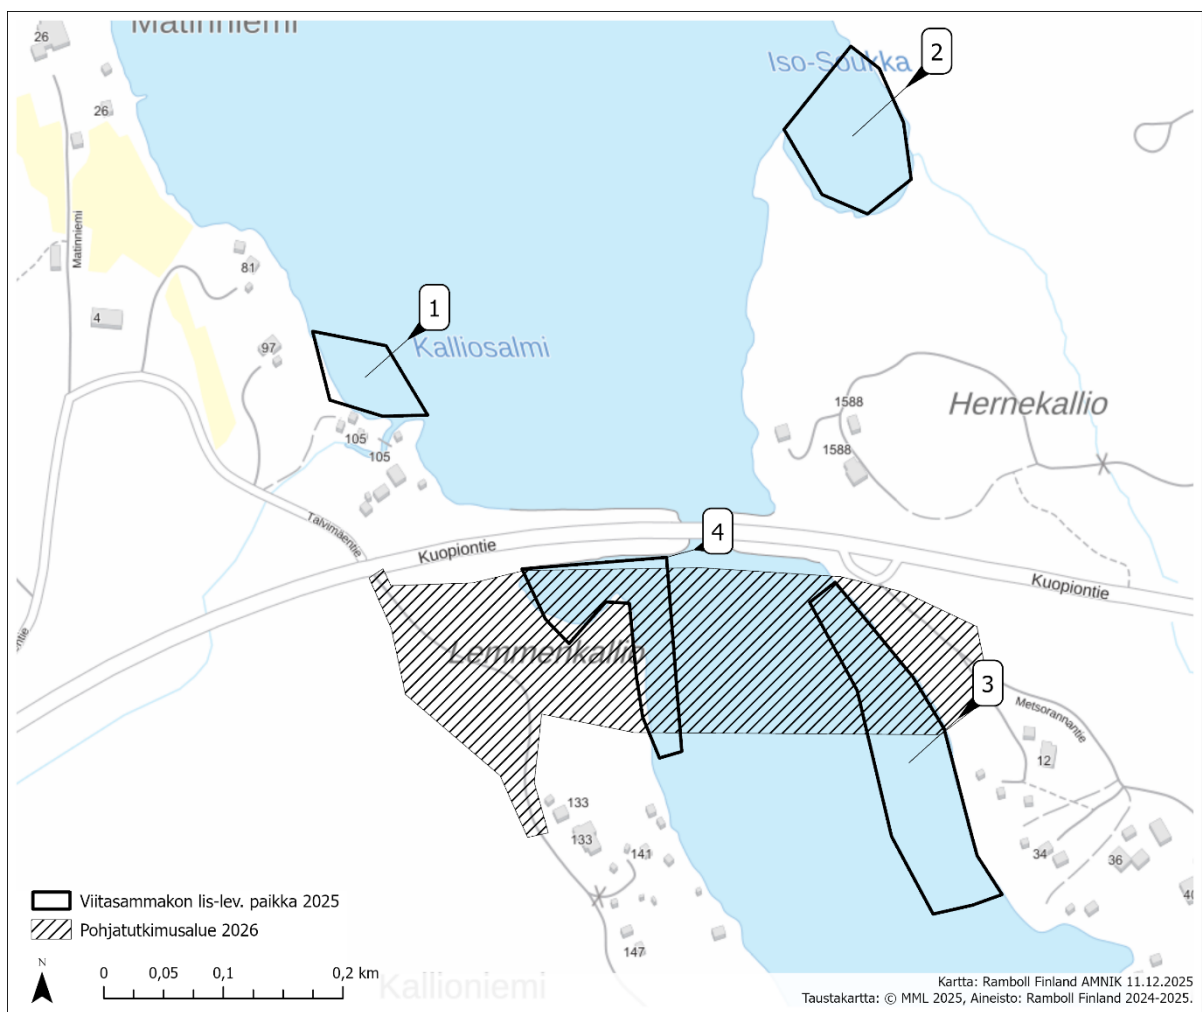 Matinniemi
26
Iso-Soukka
2
26
Matinniemi
81
4
1
97
Kalliosalmi
Hernekallio
1588
1588
105
105
Talvimäentie
Kuopiontie
4
Kuopiontie
Lemmenkallio
3
Metsorannantie
12
133
133
141
34
36
40
147
Viitasammakon lis-lev. paikka 2025
Pohjatutkimusalue 2026
N
0 0,05 0,1 0,2 km
Kallioniemi
Kartta: Ramboll Finland AMNIK 11.12.2025
Taustakartta: © MML 2025, Aineisto: Ramboll Finland 2024-2025.